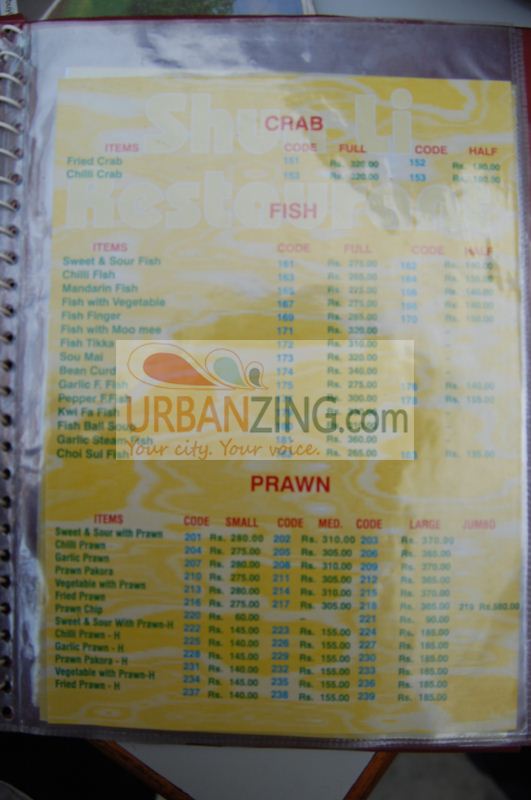 Shun Li
Restaurant
CRAB
ITEMS CODE FULL CODE HALF
Fried Crab 151 Rs. 320.00 152 Rs. 180.00
Chilli Crab 153 Rs. 320.00 153 Rs. 180.00
FISH
ITEMS CODE FULL CODE HALF
Sweet & Sour Fish 161 Rs. 275.00 162 Rs.
Chilli Fish 163 Rs. 265.00 164 Rs.
Mandarin Fish 165 Rs. 275.00 166 Rs. 140.00
Fish with Vegetable 167 Rs. 275.00 168 Rs. 140.00
Fish Finger 169 Rs. 265.00 170 Rs.
Fish with Moo mee 171 Rs. 320.00
Fish Tikka 172 Rs. 310.00
Sou Mai 173 Rs. 320.00
Bean Curd 174 Rs. 340.00
Garlic F. Fish 175 Rs. 275.00 176 Rs. 140.00
Pepper F.Fish Rs. 300.00 178 Rs. 155.00
Kwi Fa Fish
Fish Ball Soup
Garlic Steam Fish 181 Rs. 360.00
Choi Sui Fish Rs. 265.00 183 Rs. 135.00
URBANZING.com
Your city. Your voice.
PRAWN
ITEMS CODE SMALL CODE MED. CODE LARGE JUMBO
Sweet & Sour with Prawn 201 Rs. 280.00 202 Rs. 310.00 203 Rs. 370.00
Chilli Prawn 204 Rs. 275.00 205 Rs. 305.00 206 Rs. 365.00
Garlic Prawn 207 Rs. 280.00 208 Rs. 310.00 209 Rs. 370.00
Prawn Pakora 210 Rs. 275.00 211 Rs. 305.00 212 Rs. 365.00
Vegetable with Prawn 213 Rs. 280.00 214 Rs. 310.00 215 Rs. 370.00
Fried Prawn 216 Rs. 275.00 217 Rs. 305.00 218 Rs. 365.00 219 Rs.580.00
Prawn Chip 220 Rs. 60.00 - 221 Rs. 90.00
Sweet & Sour With Prawn-H 222 Rs. 145.00 223 Rs. 155.00 224 Rs. 185.00
Chilli Prawn - H 225 Rs. 140.00 226 Rs. 155.00 227 Rs. 185.00
Garlic Prawn - H 228 Rs. 145.00 229 Rs. 155.00 230 Rs. 185.00
Prawn Pakora - H 231 Rs. 140.00 232 Rs. 155.00 233 Rs. 185.00
Vegetable with Prawn-H 234 Rs. 145.00 235 Rs. 155.00 236 Rs. 185.00
Fried Prawn - H 237 Rs. 140.00 238 Rs. 155.00 239 Rs. 185.00